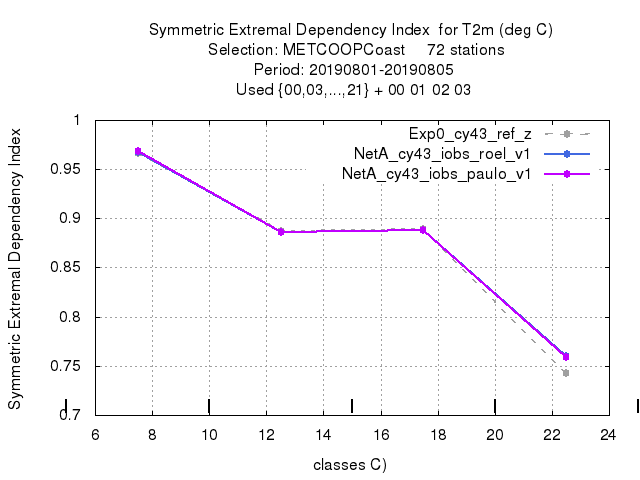 Symmetric Extremal Dependency Index  for T2m (deg C)
Selection: METCOOPCoast     72 stations
Period: 20190801-20190805
Used {00,03,...,21} + 00 01 02 03
Symmetric Extremal Dependency Index
1
0.95
0.9
0.85
0.8
0.75
0.7
Exp0_cy43_ref_z
NetA_cy43_iobs_roel_v1
NetA_cy43_iobs_paulo_v1
6 8 10 12 14 16 18 20 22 24
classes C)